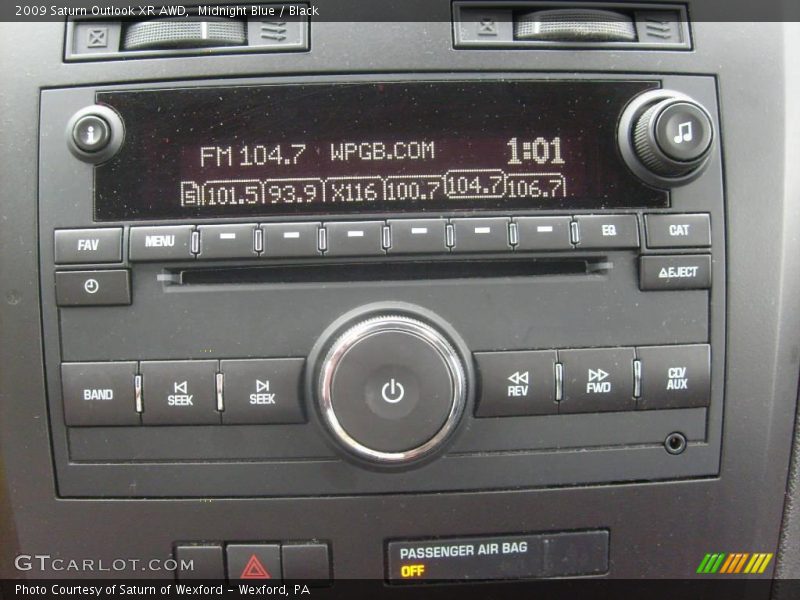 2009 Saturn Outlook XR AWD,  Midnight Blue / Black
FM 104.7 WPGB.COM 1:01
S 101.5 93.9 X116 100.7 104.7 106.7
FAV MENU EQ CAT
EJECT
BAND SEEK SEEK REV FWD CD/AUX
PASSENGER AIR BAG
OFF
GTCARLOT.COM
Photo Courtesy of Saturn of Wexford - Wexford, PA